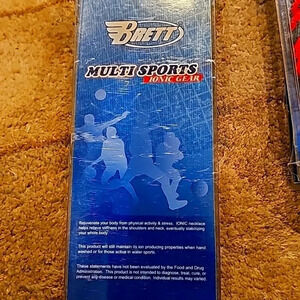 BRETT
MULTI SPORTS
IONIC GEAR
Rejuvenate your body from physical activity & stress. IONIC necklace
helps relieve stiffness in the shoulders and neck, eventually stabilizing
your whole body.
This product will still maintain its ion producing properties when hand
washed or for those active in water sports.
These statements have not been evaluated by the Food and Drug
Administration. This product is not intended to diagnose, treat, cure, or
prevent any disease or medical condition. Individual results may varied.